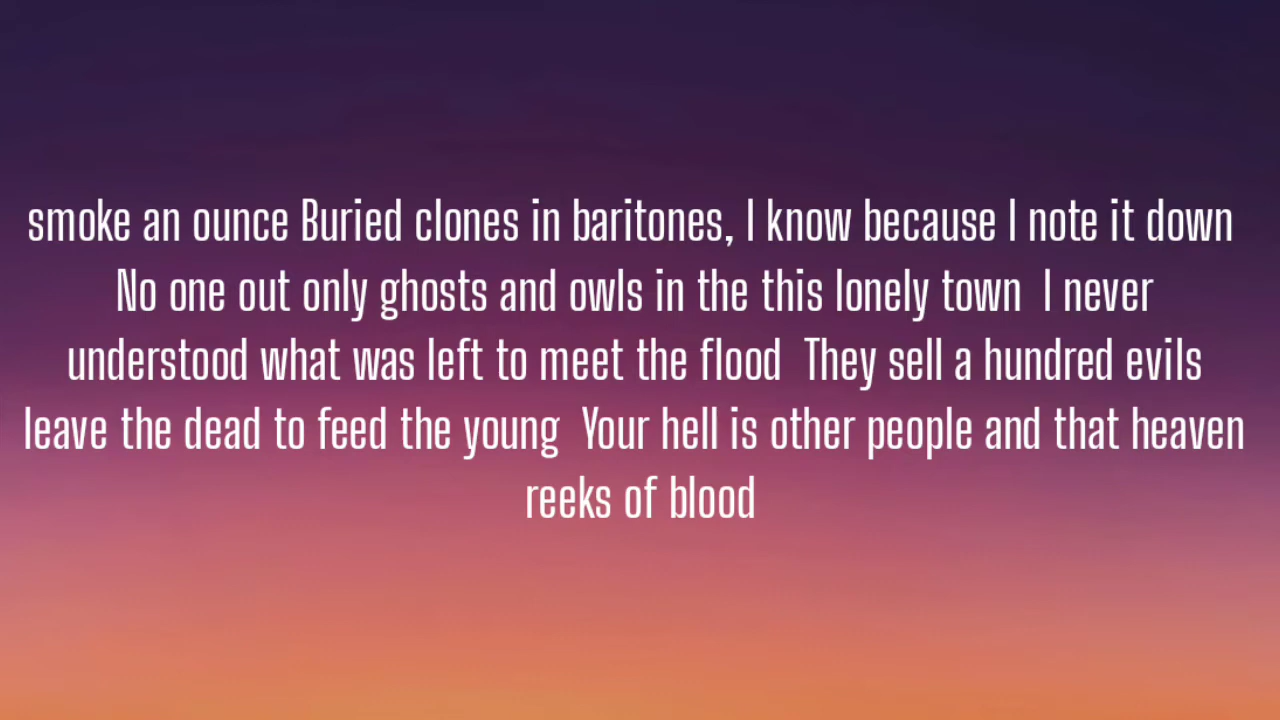 smoke an ounce Buried clones in baritones, I know because I note it down
No one out only ghosts and owls in the this lonely town  I never
understood what was left to meet the flood  They sell a hundred evils
leave the dead to feed the young  Your hell is other people and that heaven
reeks of blood